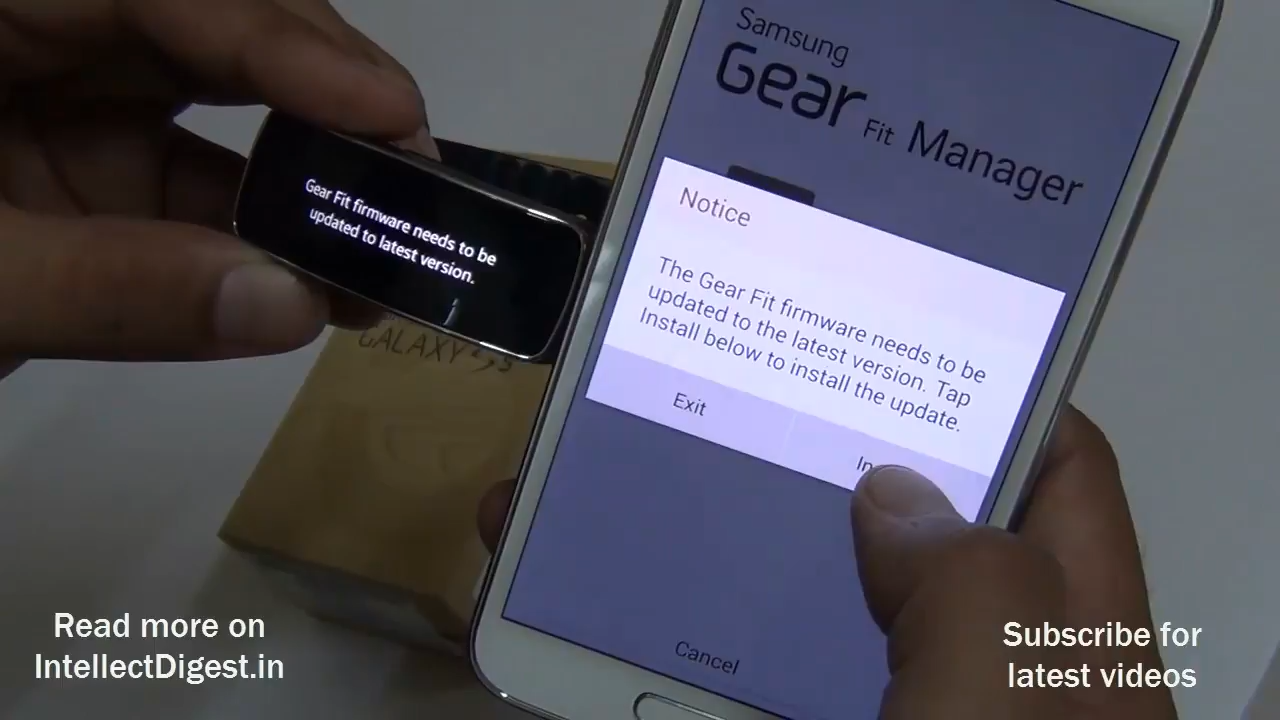 Gear Fit firmware needs to be
updated to latest version.
GALAXY S5
Samsung
Gear Fit Manager
Notice
The Gear Fit firmware needs to be
updated to the latest version. Tap
Install below to install the update.
Exit
Cancel
Read more on
IntellectDigest.in
Subscribe for
latest videos